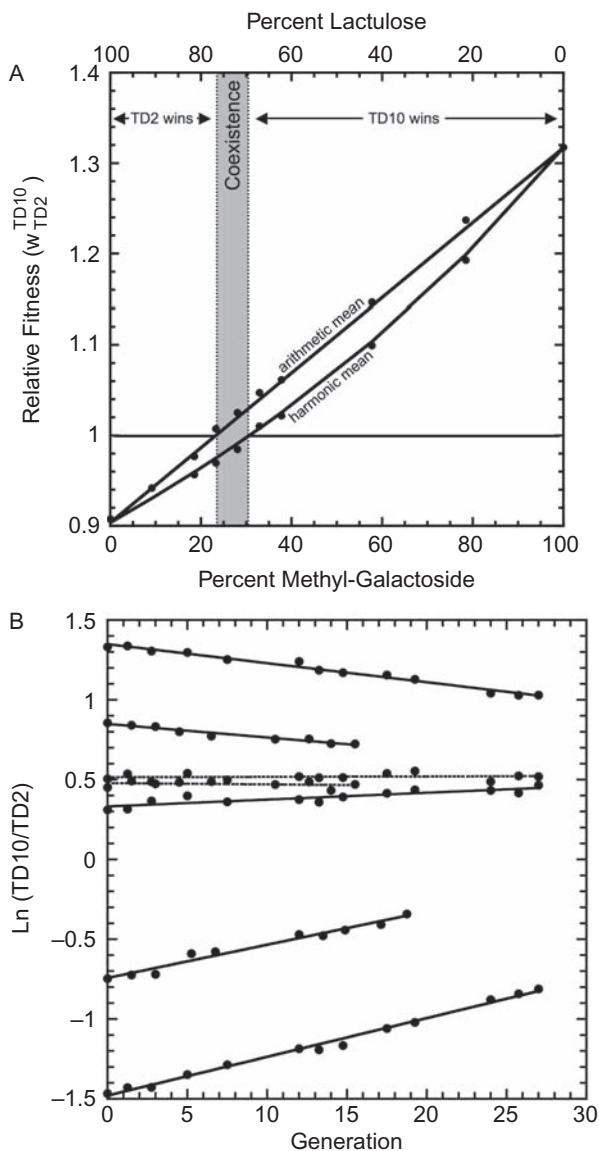 Percent Lactulose
100 80 60 40 20 0
A
1.4
TD2 wins
Coexistence
TD10 wins
1.3
1.2
1.1
1
0.9
Relative Fitness (w TD10 TD2)
arithmetic mean
harmonic mean
0 20 40 60 80 100
Percent Methyl-Galactoside
B
1.5
1
0.5
0
−0.5
−1
−1.5
Ln (TD10/TD2)
0 5 10 15 20 25 30
Generation